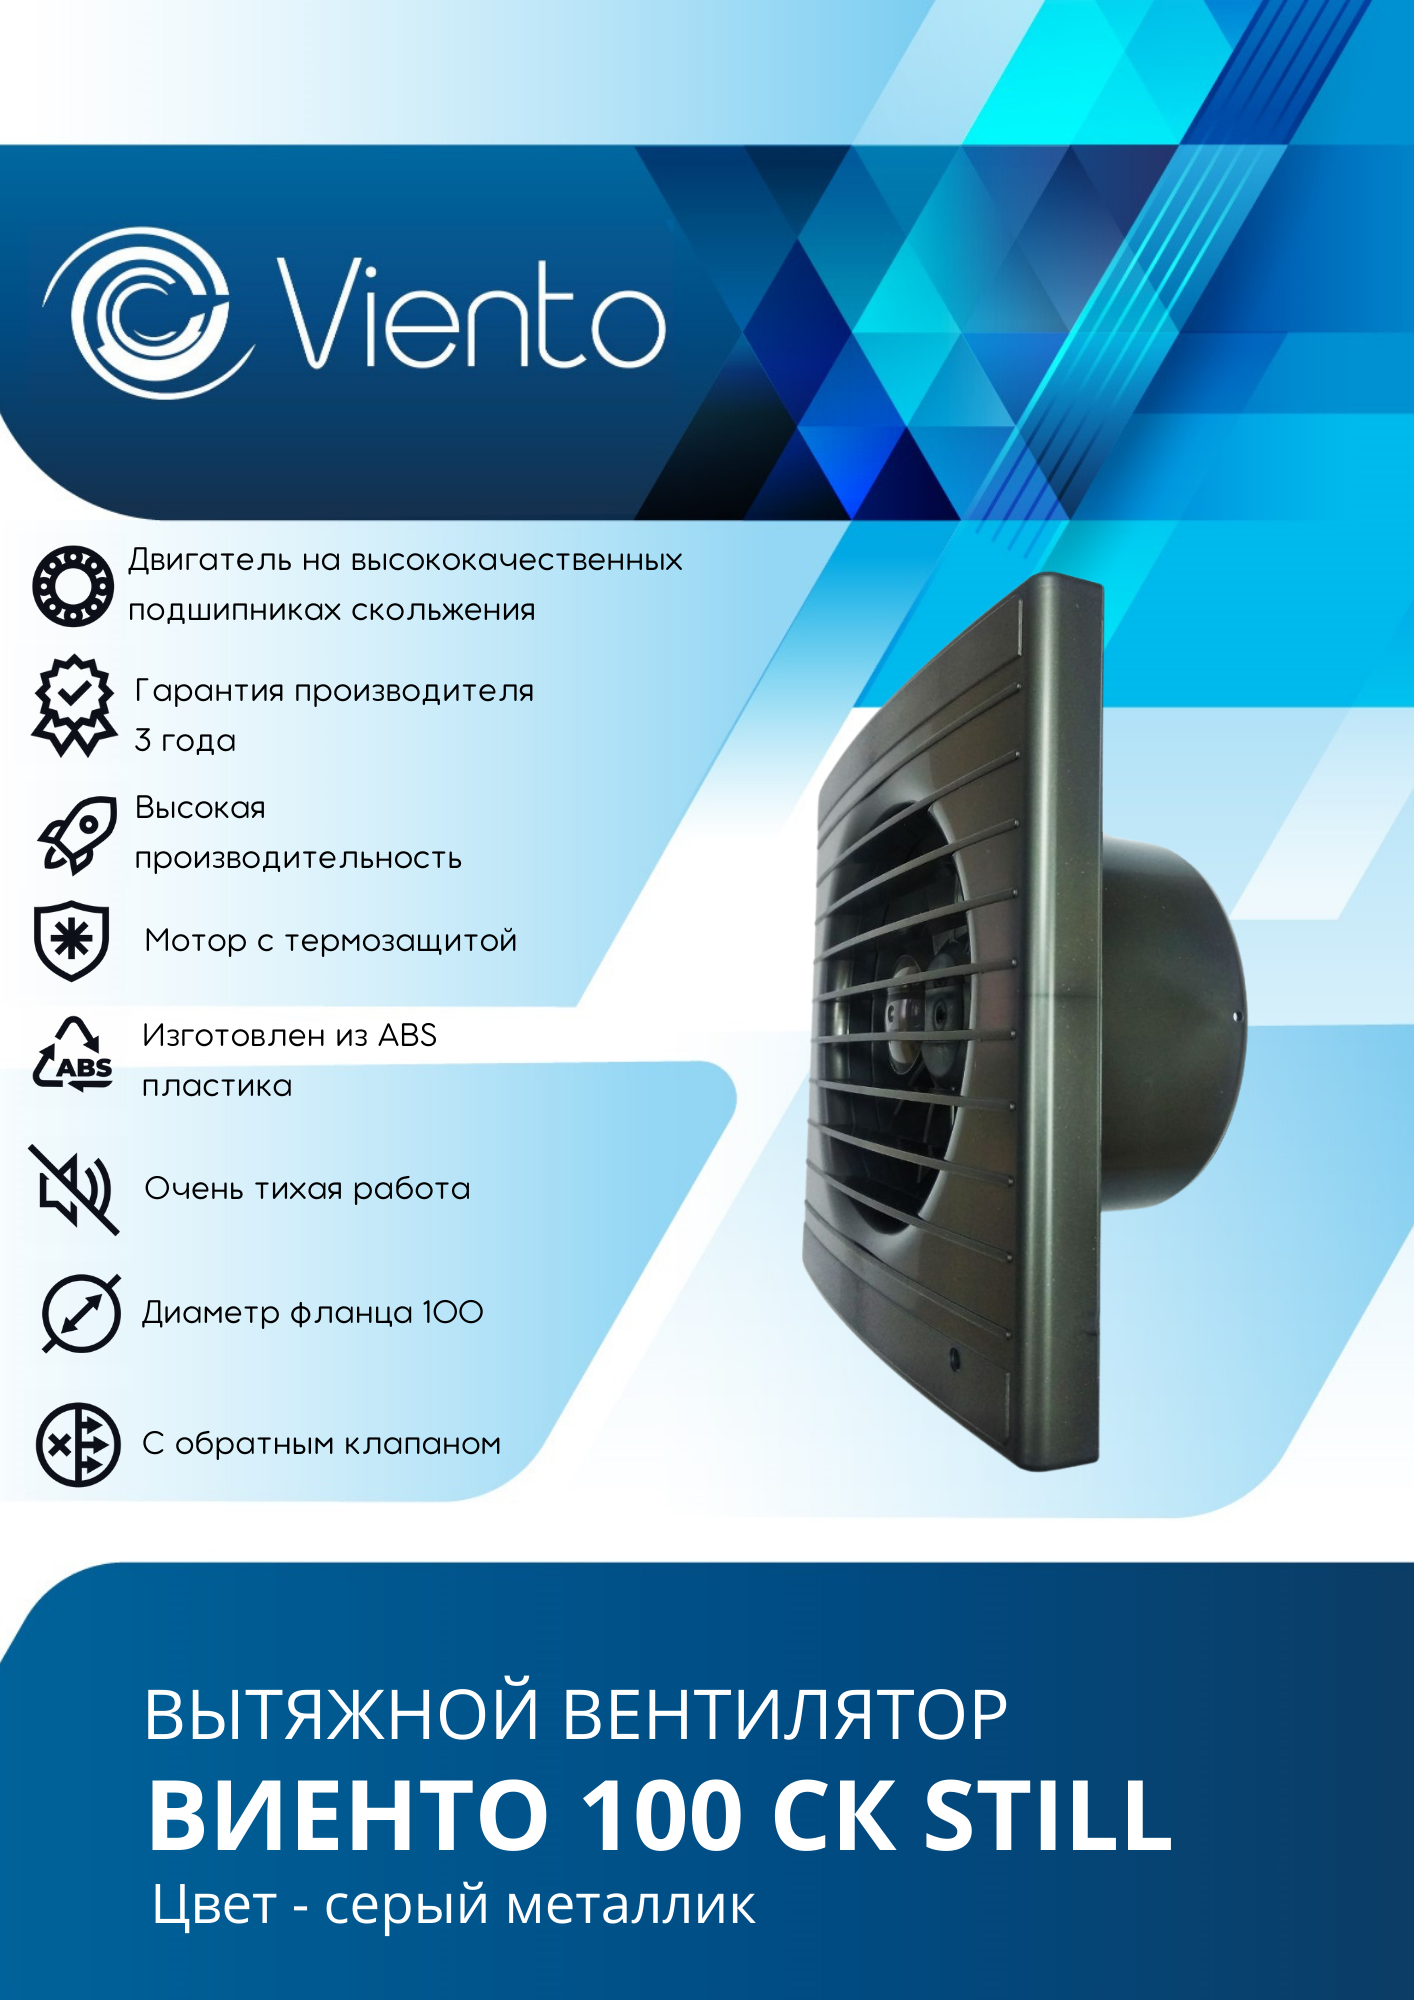 Viento
Двигатель на высококачественных
подшипниках скольжения
Гарантия производителя
3 года
Высокая
производительность
Мотор с термозащитой
Изготовлен из ABS
пластика
ABS
Очень тихая работа
Диаметр фланца 100
С обратным клапаном
ВЫТЯЖНОЙ ВЕНТИЛЯТОР
ВИЕНТО 100 СК STILL
Цвет - серый металлик